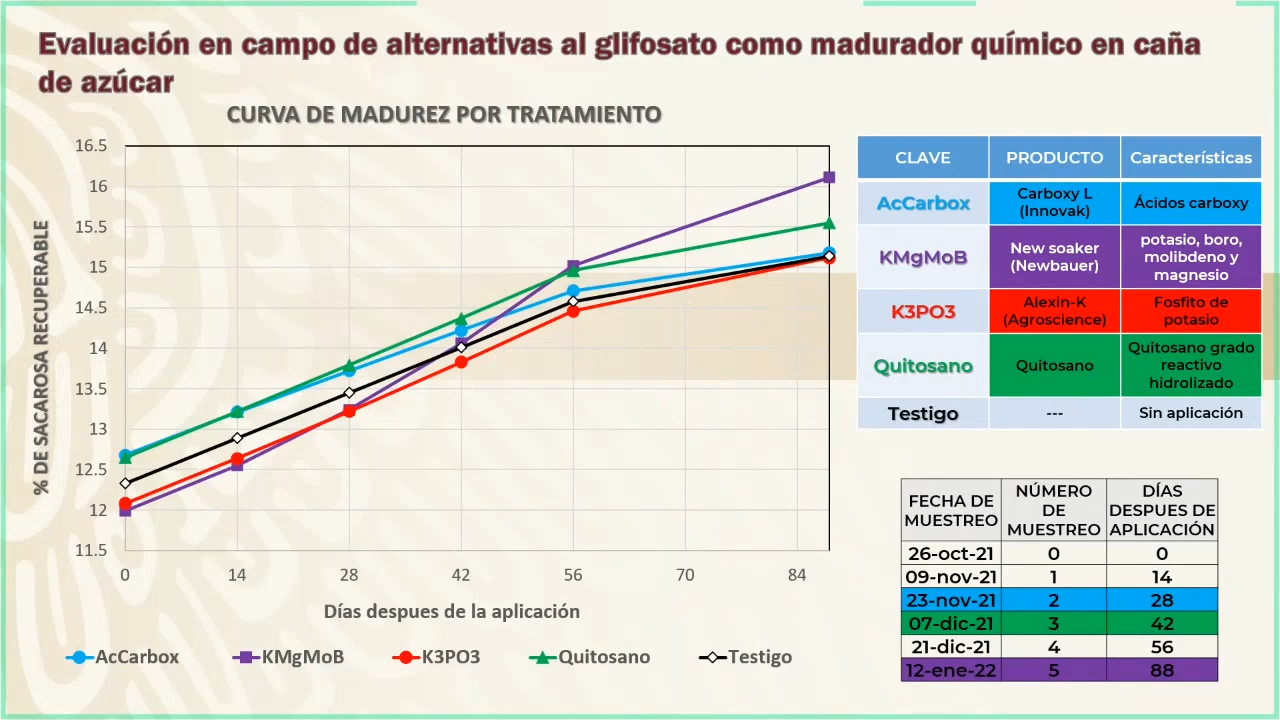 Evaluación en campo de alternativas al glifosato como madurador químico en caña
de azúcar
CURVA DE MADUREZ POR TRATAMIENTO
% DE SACAROSA RECUPERABLE
16.5
16
15.5
15
14.5
14
13.5
13
12.5
12
11.5
0 14 28 42 56 70 84
Días despues de la aplicación
AcCarbox KMgMoB K3PO3 Quitosano Testigo
CLAVE PRODUCTO Características
AcCarbox Carboxy L (Innovak) Ácidos carboxy
KMgMoB New soaker (Newbauer) potasio, boro, molibdeno y magnesio
K3PO3 Alexin-K (Agroscience) Fosfito de potasio
Quitosano Quitosano Quitosano grado reactivo hidrolizado
Testigo --- Sin aplicación
FECHA DE MUESTREO NÚMERO DE MUESTREO DÍAS DESPUES DE APLICACIÓN
26-oct-21 0 0
09-nov-21 1 14
23-nov-21 2 28
07-dic-21 3 42
21-dic-21 4 56
12-ene-22 5 88